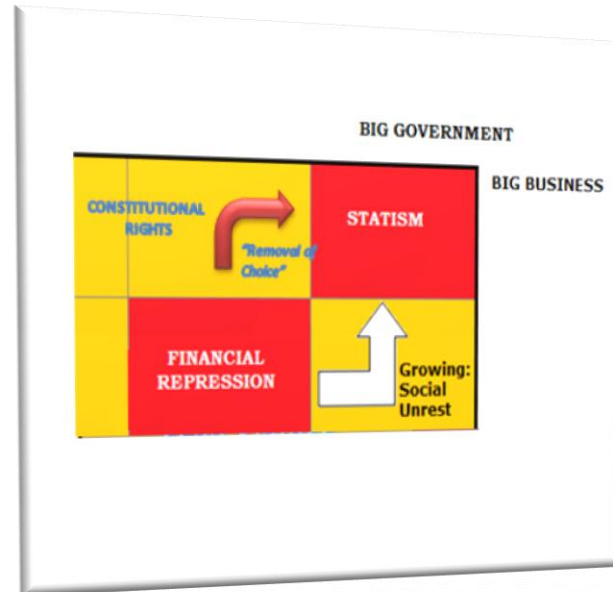 BIG GOVERNMENT
BIG BUSINESS
CONSTITUTIONAL
RIGHTS
"Removal of
Choice"
STATISM
FINANCIAL
REPRESSION
Growing:
Social
Unrest